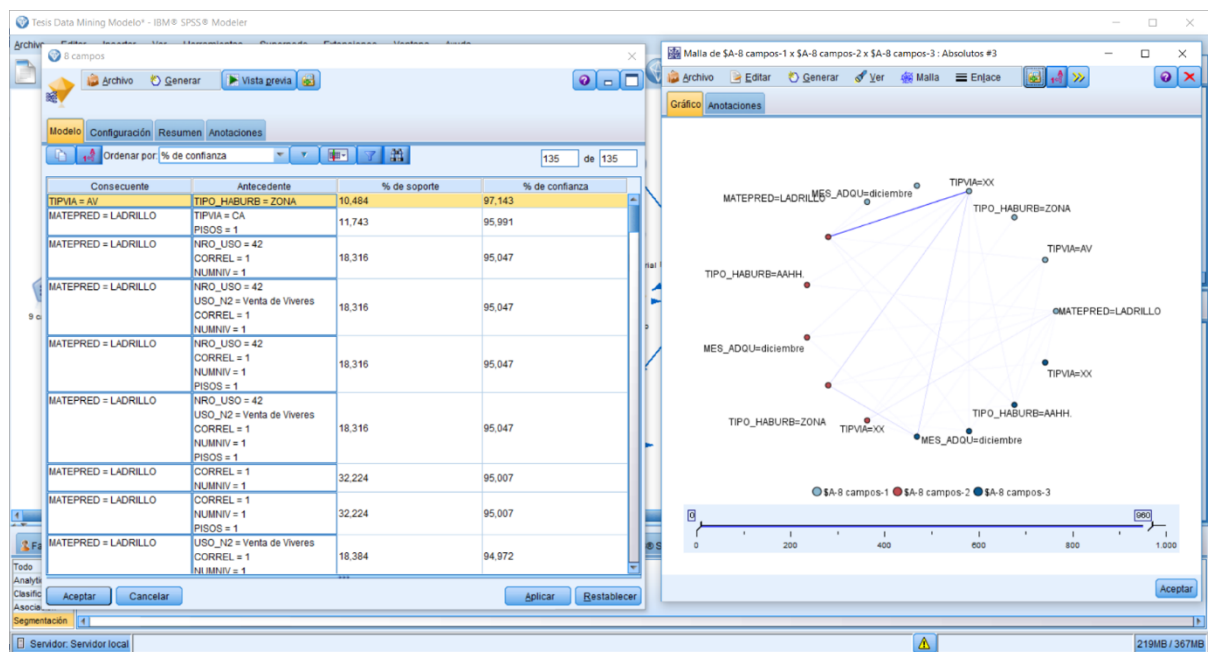 Tesis Data Mining Modelo* - IBM® SPSS® Modeler
8 campos
Archivo Generar Vista previa
Modelo Configuración Resumen Anotaciones
Ordenar por: % de confianza 135 de 135
Consecuente Antecedente % de soporte % de confianza
TIPVIA = AV TIPO_HABURB = ZONA 10,484 97,143
MATEPRED = LADRILLO TIPVIA = CA
PISOS = 1
11,743 95,991
MATEPRED = LADRILLO NRO_USO = 42
CORREL = 1
NUMNIV = 1
18,316 95,047
MATEPRED = LADRILLO NRO_USO = 42
USO_N2 = Venta de Viveres
CORREL = 1
NUMNIV = 1
18,316 95,047
MATEPRED = LADRILLO NRO_USO = 42
CORREL = 1
NUMNIV = 1
PISOS = 1
18,316 95,047
MATEPRED = LADRILLO NRO_USO = 42
USO_N2 = Venta de Viveres
CORREL = 1
NUMNIV = 1
PISOS = 1
18,316 95,047
MATEPRED = LADRILLO CORREL = 1
NUMNIV = 1
32,224 95,007
MATEPRED = LADRILLO CORREL = 1
NUMNIV = 1
PISOS = 1
32,224 95,007
MATEPRED = LADRILLO USO_N2 = Venta de Viveres
CORREL = 1
NUMNIV = 1
18,384 94,972
Aceptar Cancelar Aplicar Restablecer
Malla de $A-8 campos-1 x $A-8 campos-2 x $A-8 campos-3 : Absolutos #3
Archivo Editar Generar Ver Malla Enlace
Gráfico Anotaciones
TIPVIA=XX
MATEPRED=LADRILLO
MES_ADQU=diciembre
TIPO_HABURB=ZONA
TIPVIA=AV
TIPO_HABURB=AAHH.
MATEPRED=LADRILLO
MES_ADQU=diciembre
TIPVIA=XX
TIPO_HABURB=AAHH.
TIPO_HABURB=ZONA
TIPVIA=XX
MES_ADQU=diciembre
$A-8 campos-1 $A-8 campos-2 $A-8 campos-3
0 960
0 200 400 600 800 1.000
Aceptar
Todo
Segmentación
Servidor: Servidor local
219MB / 367MB